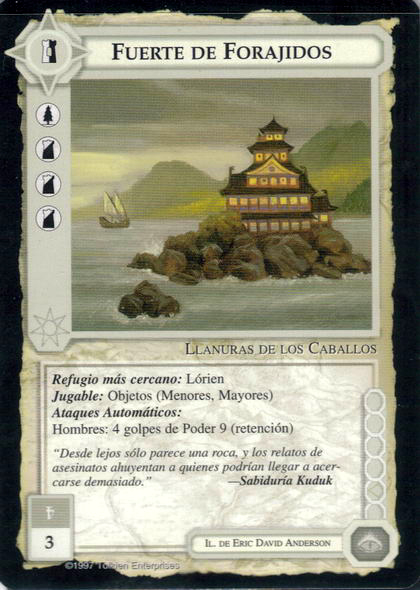 FUERTE DE FORAJIDOS
LLANURAS DE LOS CABALLOS
Refugio más cercano: Lórien
Jugable: Objetos (Menores, Mayores)
Ataques Automáticos:
Hombres: 4 golpes de Poder 9 (retención)
“Desde lejos sólo parece una roca, y los relatos de
asesinatos ahuyentan a quienes podrían llegar a acer-
carse demasiado.” —Sabiduría Kuduk
3
IL. DE ERIC DAVID ANDERSON
©1997 Tolkien Enterprises